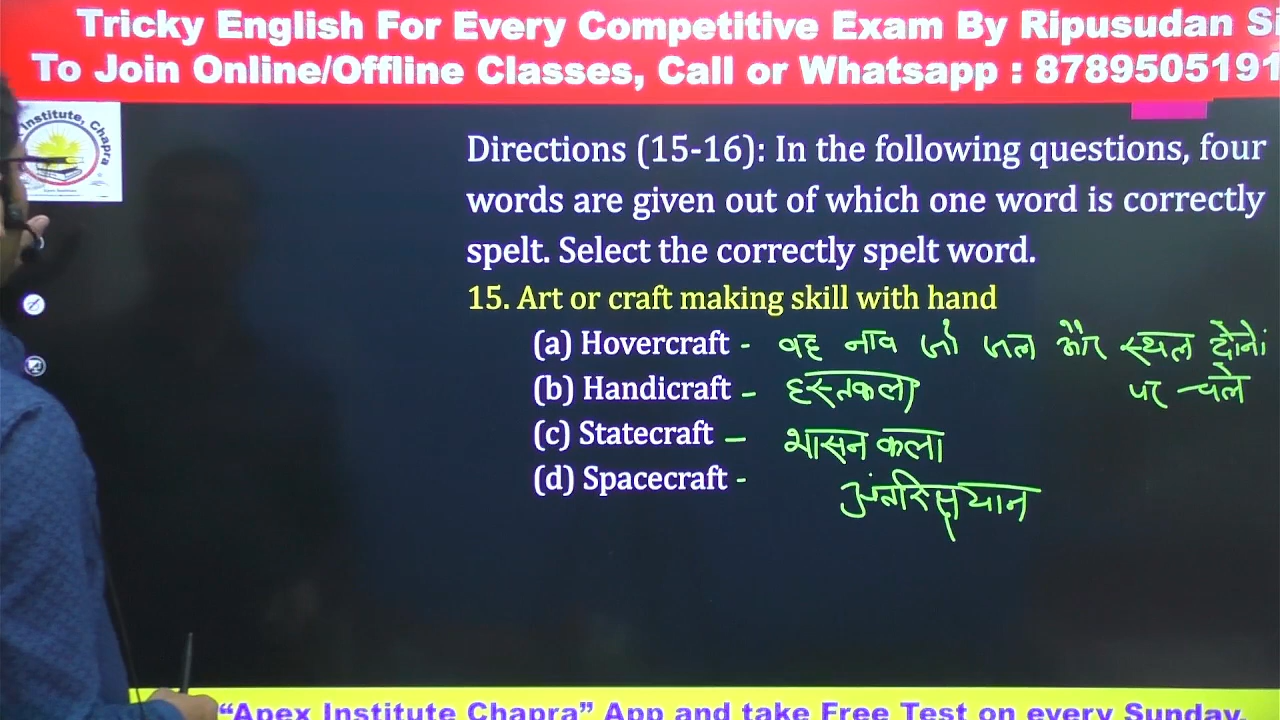 Tricky English For Every Competitive Exam By Ripusudan Si
To Join Online/Offline Classes, Call or Whatsapp : 8789505191
Institute, Chapra
Directions (15-16): In the following questions, four
words are given out of which one word is correctly
spelt. Select the correctly spelt word.
15. Art or craft making skill with hand
(a) Hovercraft - वह नाव जो जल और स्थल दोनों
पर चले
(b) Handicraft – हस्तकला
(c) Statecraft – शासन कला
(d) Spacecraft - अंतरिक्षयान
“Apex Institute Chapra” App and take Free Test on every Sunday.